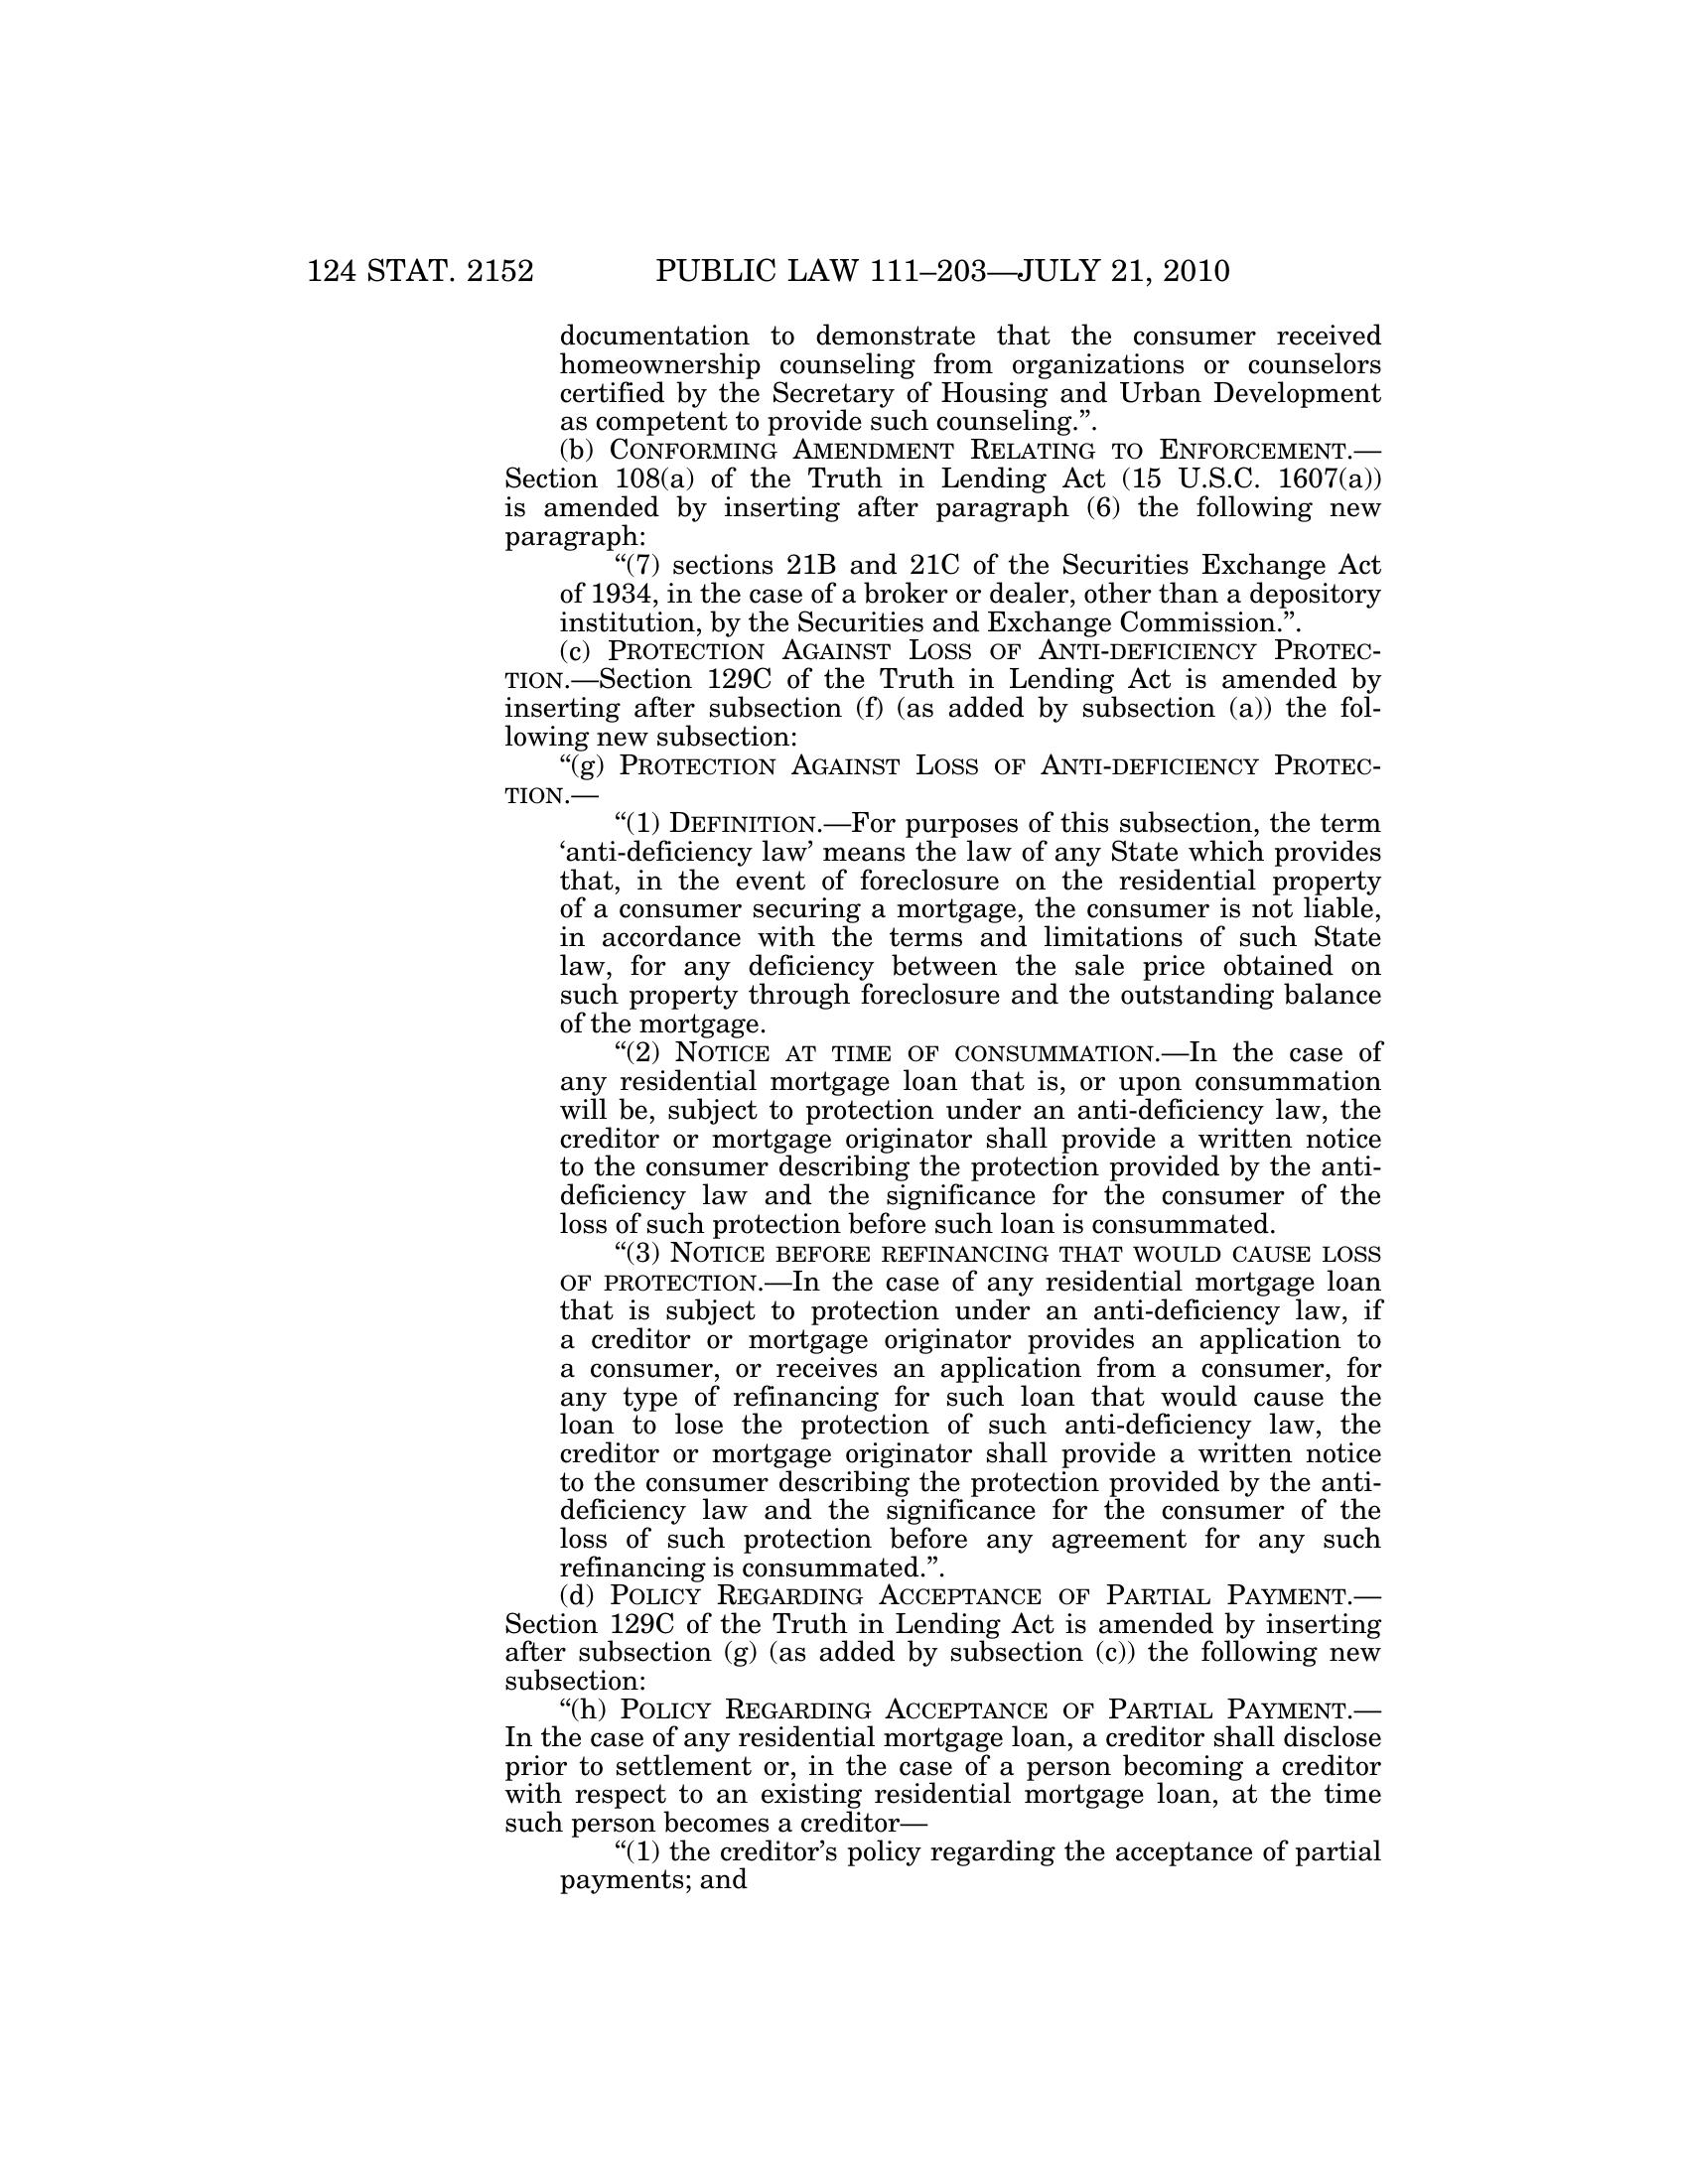 124 STAT. 2152 PUBLIC LAW 111–203—JULY 21, 2010
documentation to demonstrate that the consumer received
homeownership counseling from organizations or counselors
certified by the Secretary of Housing and Urban Development
as competent to provide such counseling.”.
(b) CONFORMING AMENDMENT RELATING TO ENFORCEMENT.—
Section 108(a) of the Truth in Lending Act (15 U.S.C. 1607(a))
is amended by inserting after paragraph (6) the following new
paragraph:
“(7) sections 21B and 21C of the Securities Exchange Act
of 1934, in the case of a broker or dealer, other than a depository
institution, by the Securities and Exchange Commission.”.
(c) PROTECTION AGAINST LOSS OF ANTI-DEFICIENCY PROTEC-
TION.—Section 129C of the Truth in Lending Act is amended by
inserting after subsection (f) (as added by subsection (a)) the fol-
lowing new subsection:
“(g) PROTECTION AGAINST LOSS OF ANTI-DEFICIENCY PROTEC-
TION.—
“(1) DEFINITION.—For purposes of this subsection, the term
‘anti-deficiency law’ means the law of any State which provides
that, in the event of foreclosure on the residential property
of a consumer securing a mortgage, the consumer is not liable,
in accordance with the terms and limitations of such State
law, for any deficiency between the sale price obtained on
such property through foreclosure and the outstanding balance
of the mortgage.
“(2) NOTICE AT TIME OF CONSUMMATION.—In the case of
any residential mortgage loan that is, or upon consummation
will be, subject to protection under an anti-deficiency law, the
creditor or mortgage originator shall provide a written notice
to the consumer describing the protection provided by the anti-
deficiency law and the significance for the consumer of the
loss of such protection before such loan is consummated.
“(3) NOTICE BEFORE REFINANCING THAT WOULD CAUSE LOSS
OF PROTECTION.—In the case of any residential mortgage loan
that is subject to protection under an anti-deficiency law, if
a creditor or mortgage originator provides an application to
a consumer, or receives an application from a consumer, for
any type of refinancing for such loan that would cause the
loan to lose the protection of such anti-deficiency law, the
creditor or mortgage originator shall provide a written notice
to the consumer describing the protection provided by the anti-
deficiency law and the significance for the consumer of the
loss of such protection before any agreement for any such
refinancing is consummated.”.
(d) POLICY REGARDING ACCEPTANCE OF PARTIAL PAYMENT.—
Section 129C of the Truth in Lending Act is amended by inserting
after subsection (g) (as added by subsection (c)) the following new
subsection:
“(h) POLICY REGARDING ACCEPTANCE OF PARTIAL PAYMENT.—
In the case of any residential mortgage loan, a creditor shall disclose
prior to settlement or, in the case of a person becoming a creditor
with respect to an existing residential mortgage loan, at the time
such person becomes a creditor—
“(1) the creditor’s policy regarding the acceptance of partial
payments; and